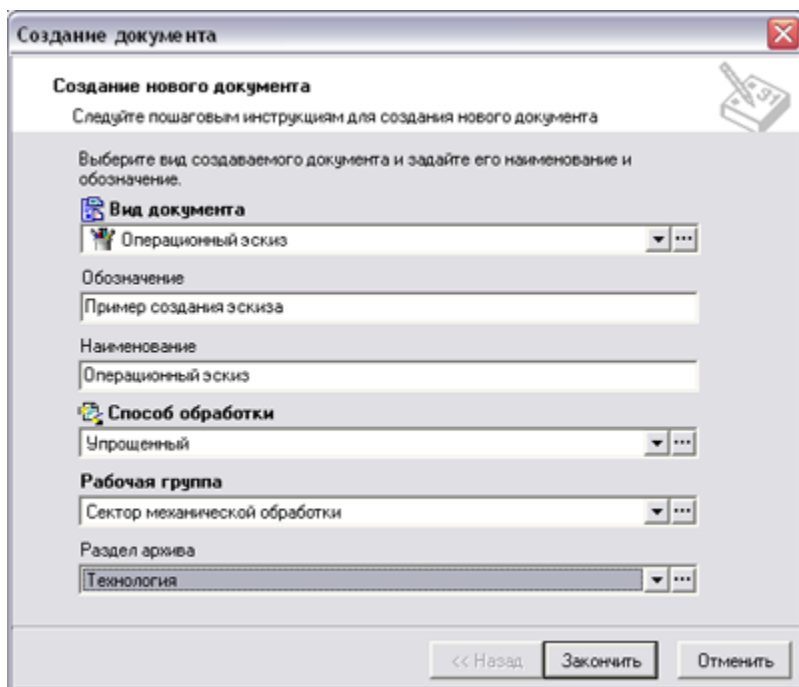 Создание документа
Создание нового документа
Следуйте пошаговым инструкциям для создания нового документа
31
Выберите вид создаваемого документа и задайте его наименование и
обозначение.
Вид документа
Операционный эскиз
Обозначение
Пример создания эскиза
Наименование
Операционный эскиз
Способ обработки
Упрощенный
Рабочая группа
Сектор механической обработки
Раздел архива
Технология
<< Назад Закончить Отменить